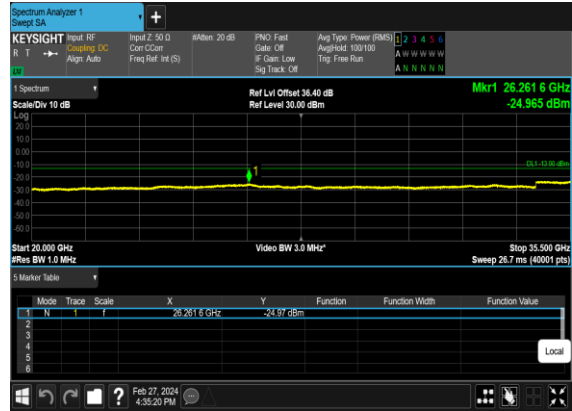 Spectrum Analyzer 1
Swept SA
+
KEYSIGHT Input: RF Input Z: 50 Ω #Atten: 20 dB PNO: Fast Avg Type: Power (RMS) 1 2 3 4 5 6
R T Coupling: DC Corr CCorr Gate: Off Avg|Hold: 100/100 A W W W W W
Align: Auto Freq Ref: Int (S) IF Gain: Low Trig: Free Run
Sig Track: Off A N N N N N
1 Spectrum Ref Lvl Offset 36.40 dB Mkr1 26.261 6 GHz
Scale/Div 10 dB Ref Level 30.00 dBm -24.965 dBm
Log
20.0
10.0
0.00
-10.0 DL1 -13.00 dBm
1
-20.0
-30.0
-40.0
-50.0
-60.0
Start 20.000 GHz Video BW 3.0 MHz* Stop 35.500 GHz
#Res BW 1.0 MHz Sweep 26.7 ms (40001 pts)
5 Marker Table
Mode Trace Scale X Y Function Function Width Function Value
1 N 1 f 26.261 6 GHz -24.97 dBm
2
3
4
5
6
Local
? Feb 27, 2024
4:35:20 PM